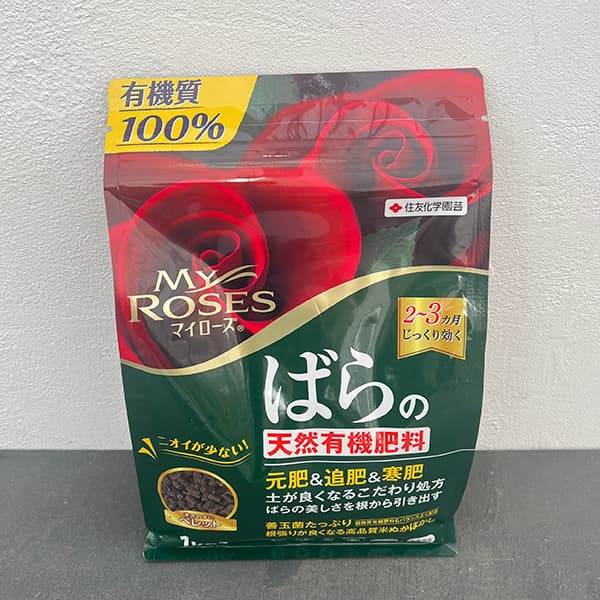 有機質
100%
住友化学園芸
MY
ROSES
マイローズ®
2~3カ月
じっくり効く
ばらの
天然有機肥料
ニオイが少ない!
元肥&追肥&寒肥
土が良くなるこだわり処方
ばらの美しさを根から引き出す
ペレット
善玉菌たっぷり
根張りが良くなる高品質米ぬかぼかし